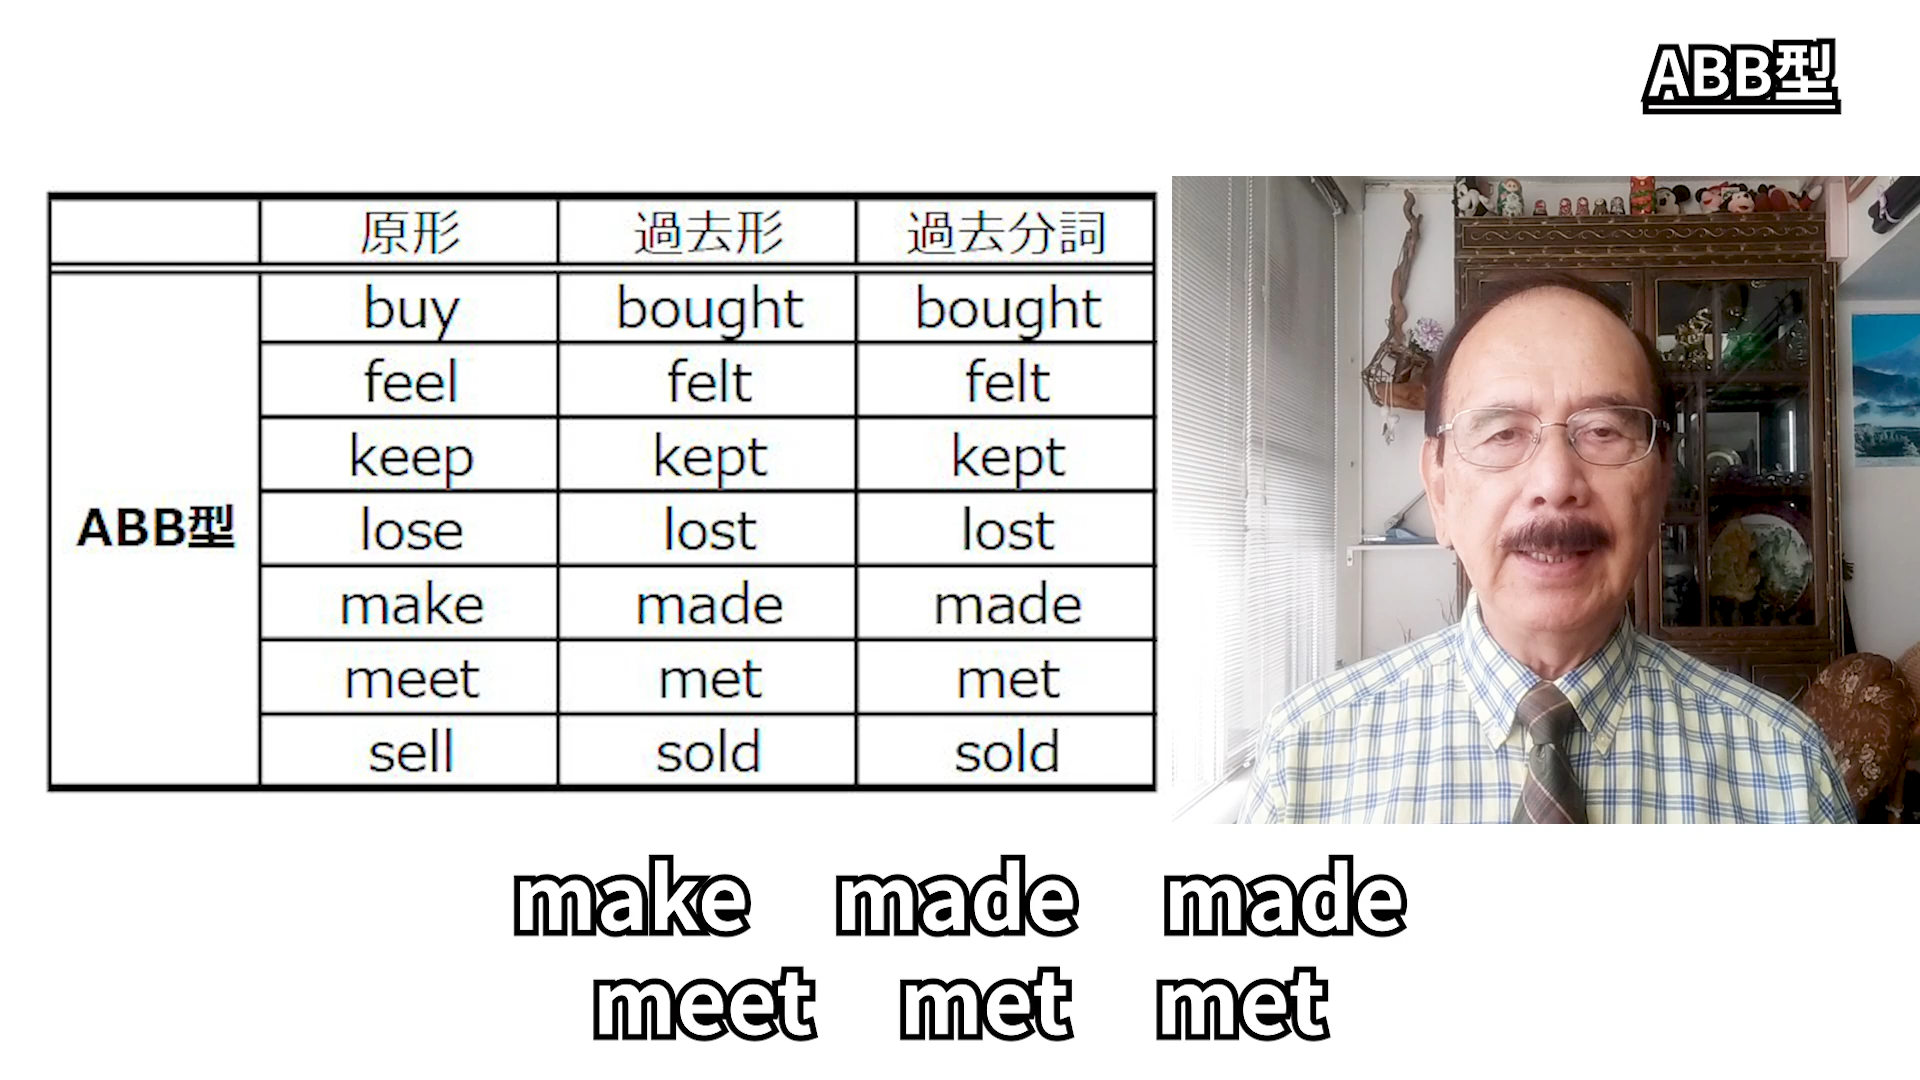 ABB型
原形 過去形 過去分詞
buy bought bought
feel felt felt
keep kept kept
ABB型 lose lost lost
make made made
meet met met
sell sold sold
make made made
meet met met